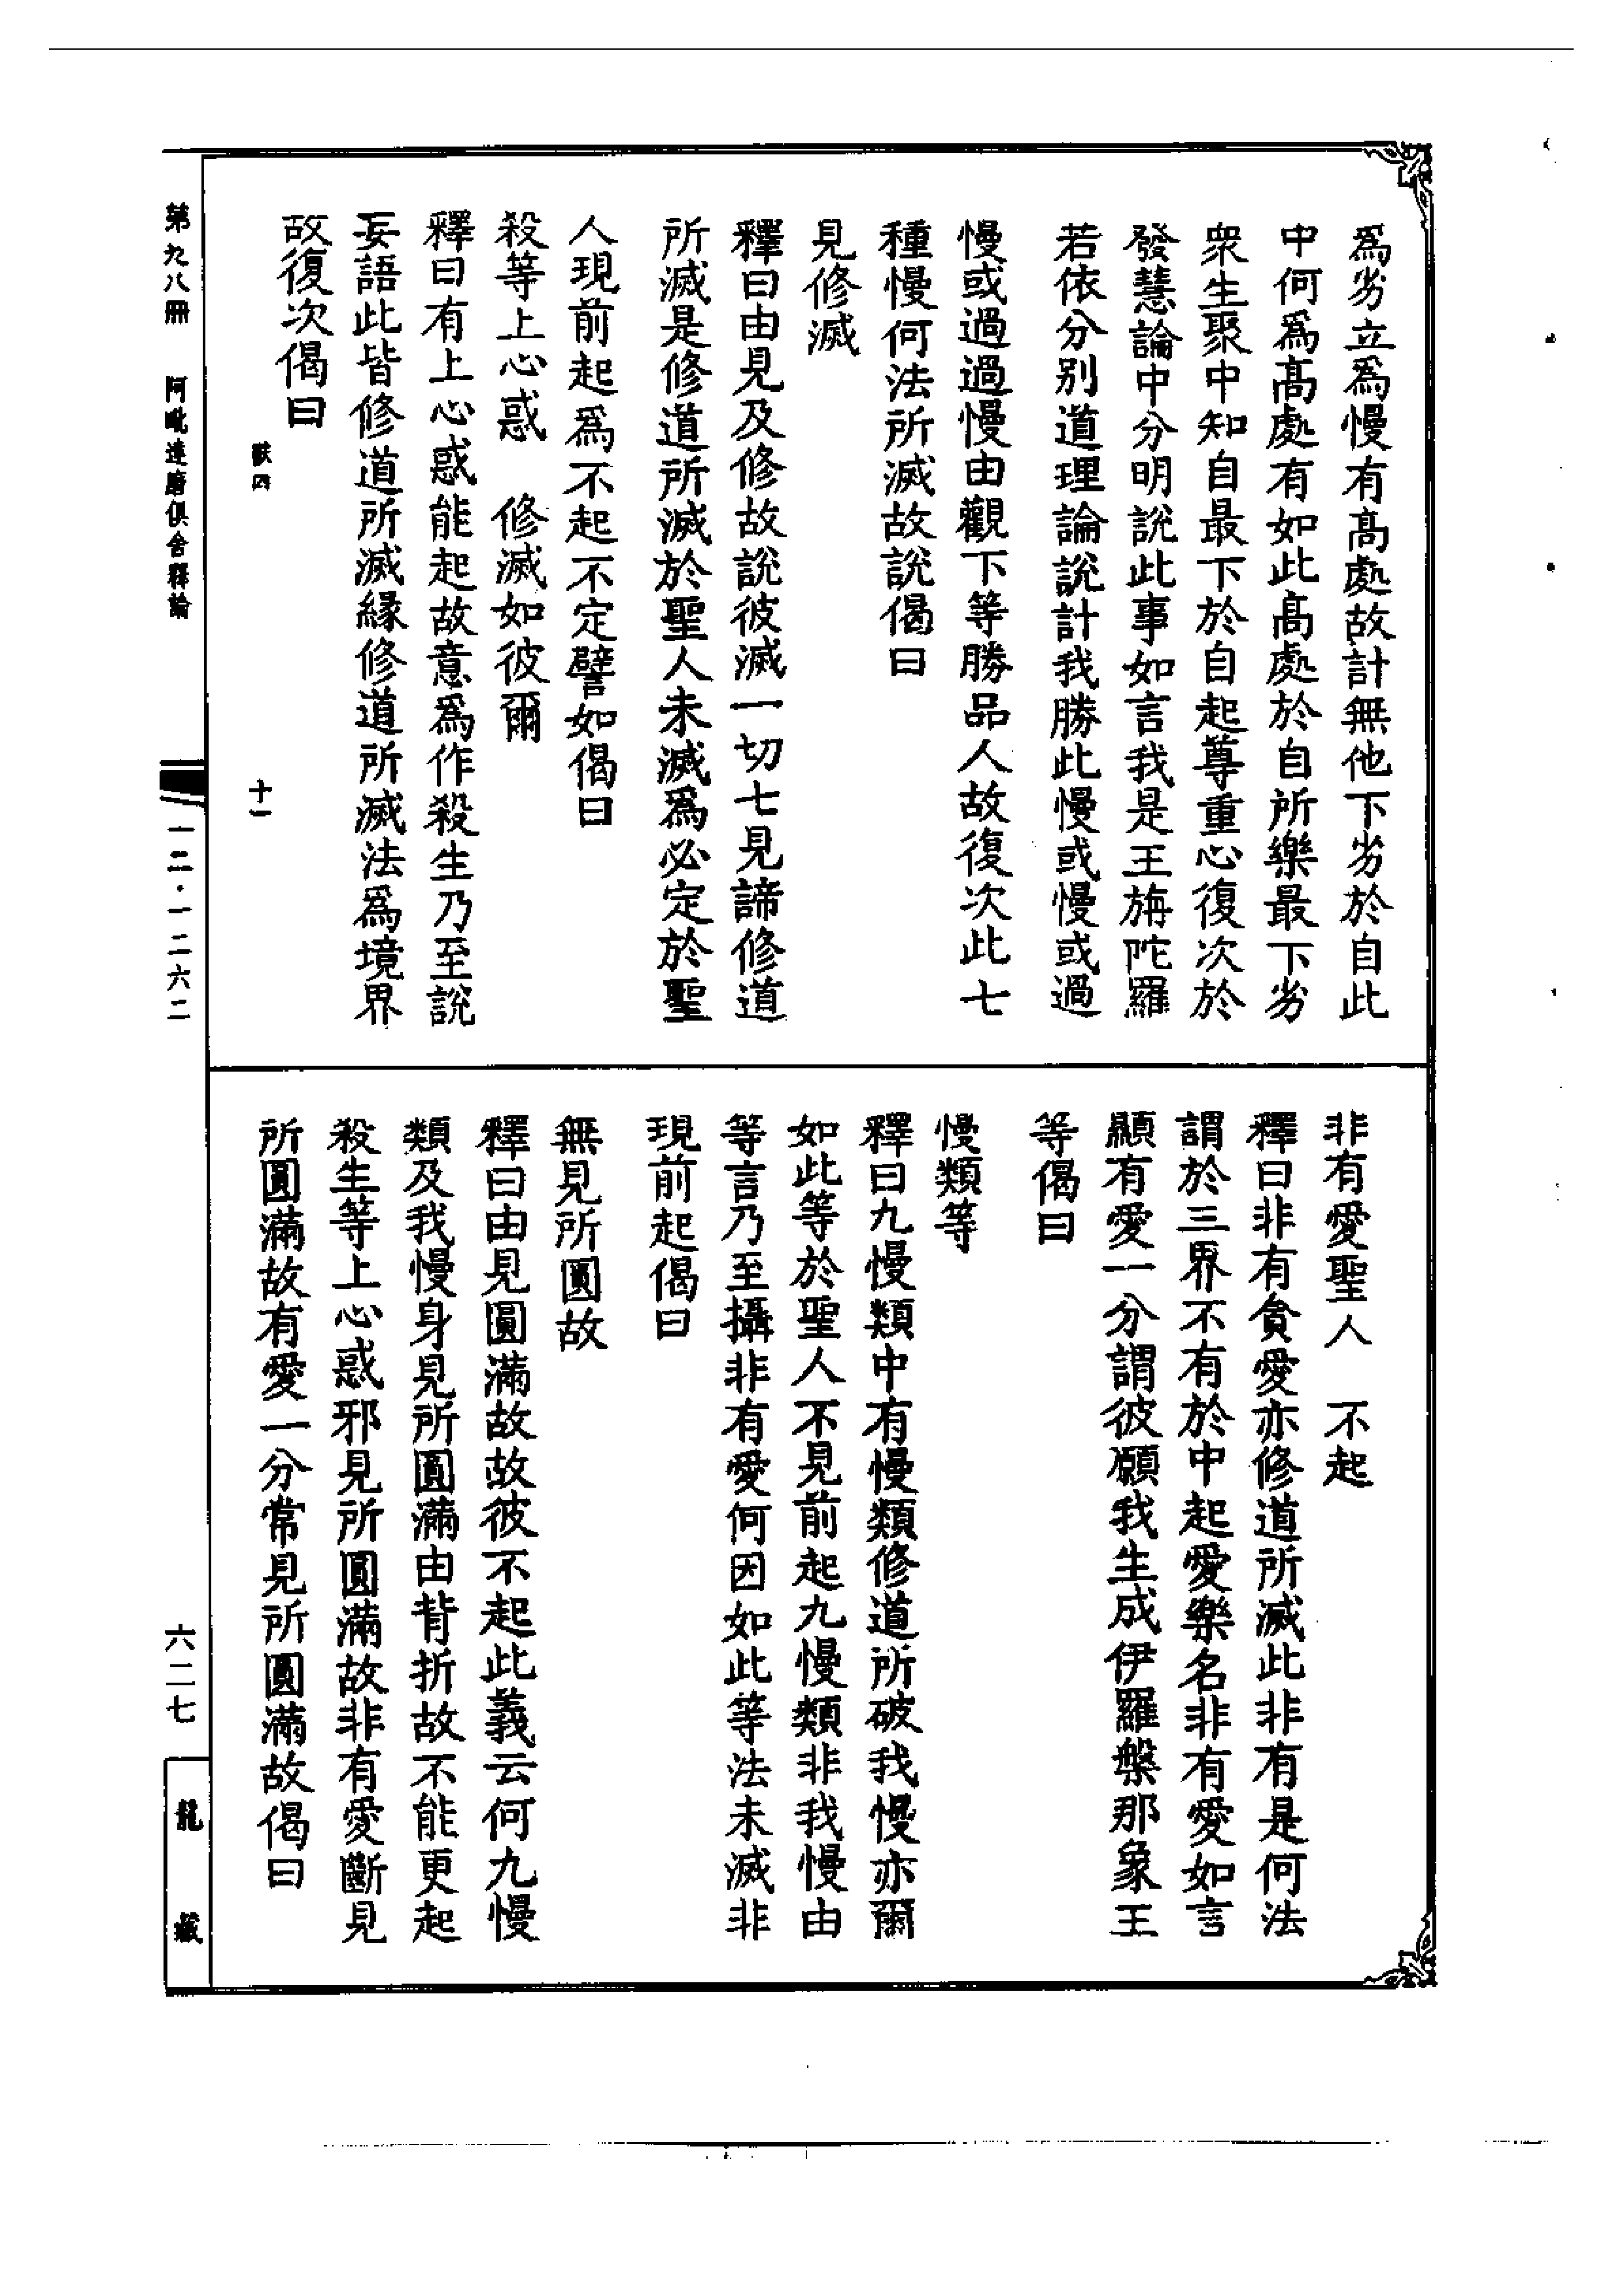 爲劣立爲慢有髙處故計無他下劣於自此
中何爲髙處有如此髙處於自所樂最下劣
衆生聚中知自最下於自起尊重心復次於
發慧論中分明說此事如言我是王旃陀羅
若依分别道理論說計我勝此慢或慢或過
慢或過過慢由觀下等勝品人故復次此七
種慢何法所滅故說偈曰
見修滅
釋曰由見及修故說彼滅一切七見諦修道
所滅是修道所滅於聖人未滅爲必定於聖
人現前起爲不起不定譬如偈曰
殺等上心惑　修滅如彼爾
釋曰有上心惑能起故意爲作殺生乃至說
妄語此皆修道所滅緣修道所滅法爲境界
故復次偈曰
獸四　十一
非有愛聖人　不起
釋曰非有貪愛亦修道所滅此非有是何法
謂於三界不有於中起愛樂名非有愛如言
顯有愛一分謂彼願我生成伊羅槃那象王
等偈曰
慢類等
釋曰九慢類中有慢類修道所破我慢亦爾
如此等於聖人不見前起九慢類非我慢由
等言乃至攝非有愛何因如此等法未滅非
現前起偈曰
無見所圓故
釋曰由見圓滿故故彼不起此義云何九慢
類及我慢身見所圓滿由背折故不能更起
殺生等上心惑邪見所圓滿故非有愛斷見
所圓滿故有愛一分常見所圓滿故偈曰
第九八冊　阿毗達磨俱舍釋論
一二·一二六二
六二七
龍藏